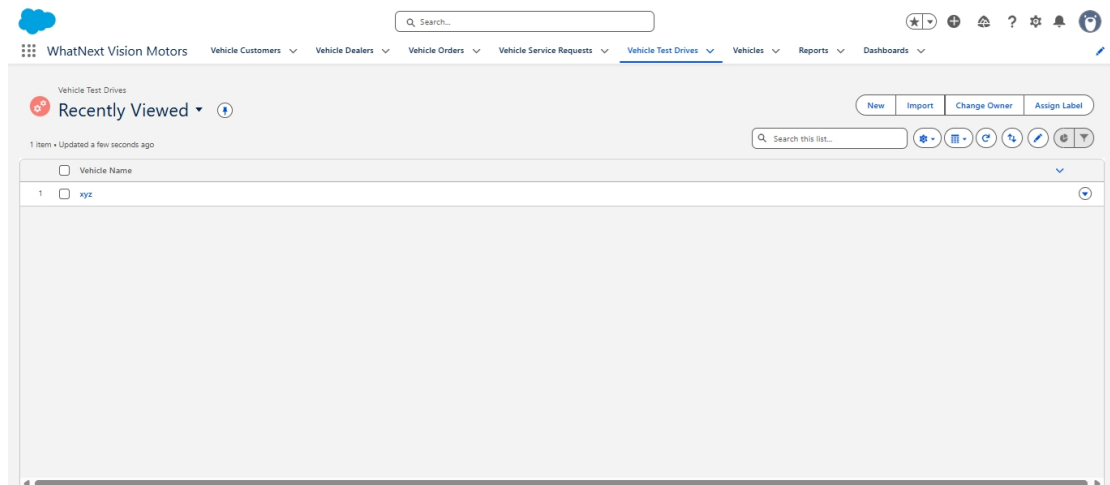 Search...
WhatNext Vision Motors Vehicle Customers Vehicle Dealers Vehicle Orders Vehicle Service Requests Vehicle Test Drives Vehicles Reports Dashboards
Vehicle Test Drives
Recently Viewed
New Import Change Owner Assign Label
1 item • Updated a few seconds ago
Search this list...
Vehicle Name
1 xyz